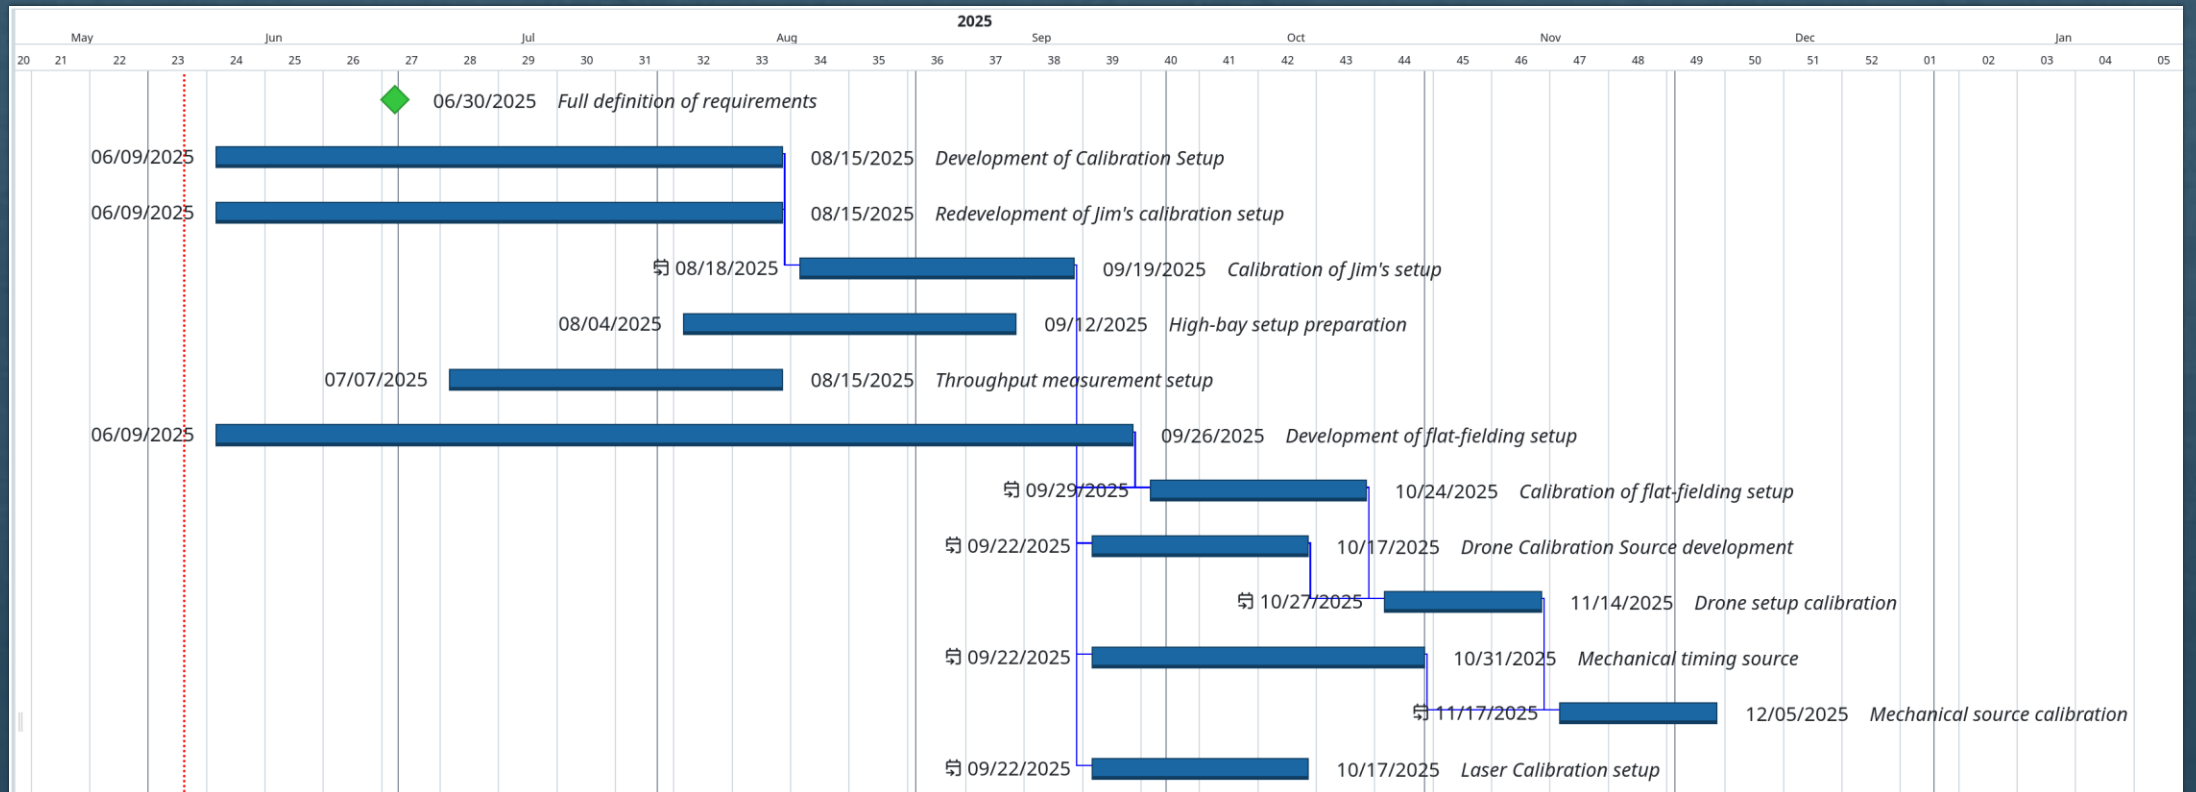 2025
May Jun Jul Aug Sep Oct Nov Dec Jan
20 21 22 23 24 25 26 27 28 29 30 31 32 33 34 35 36 37 38 39 40 41 42 43 44 45 46 47 48 49 50 51 52 01 02 03 04 05
06/30/2025 Full definition of requirements
06/09/2025 08/15/2025 Development of Calibration Setup
06/09/2025 08/15/2025 Redevelopment of Jim's calibration setup
08/18/2025 09/19/2025 Calibration of Jim's setup
08/04/2025 09/12/2025 High-bay setup preparation
07/07/2025 08/15/2025 Throughput measurement setup
06/09/2025 09/26/2025 Development of flat-fielding setup
09/29/2025 10/24/2025 Calibration of flat-fielding setup
09/22/2025 10/17/2025 Drone Calibration Source development
10/27/2025 11/14/2025 Drone setup calibration
09/22/2025 10/31/2025 Mechanical timing source
11/17/2025 12/05/2025 Mechanical source calibration
09/22/2025 10/17/2025 Laser Calibration setup